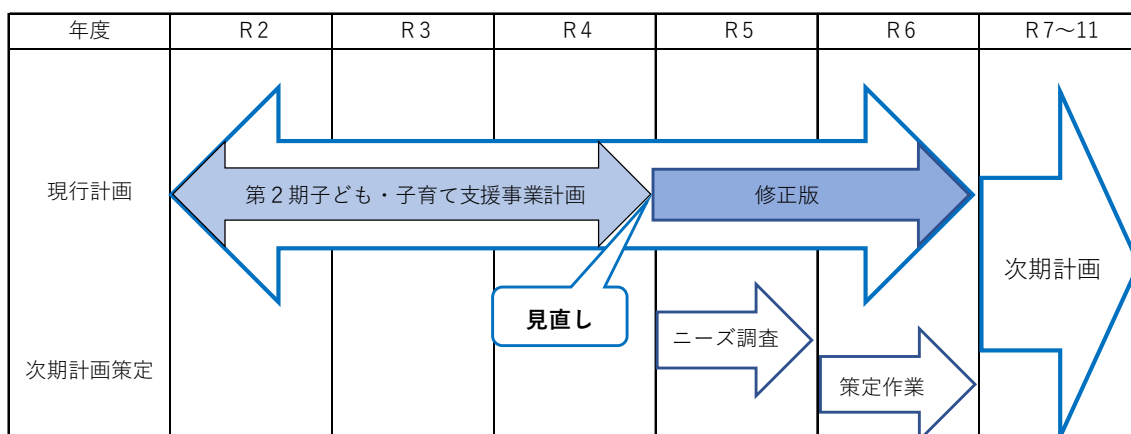 年度
R2
R3
R4
R5
R6
R7～11
現行計画
第２期子ども・子育て支援事業計画
修正版
次期計画
見直し
ニーズ調査
次期計画策定
策定作業